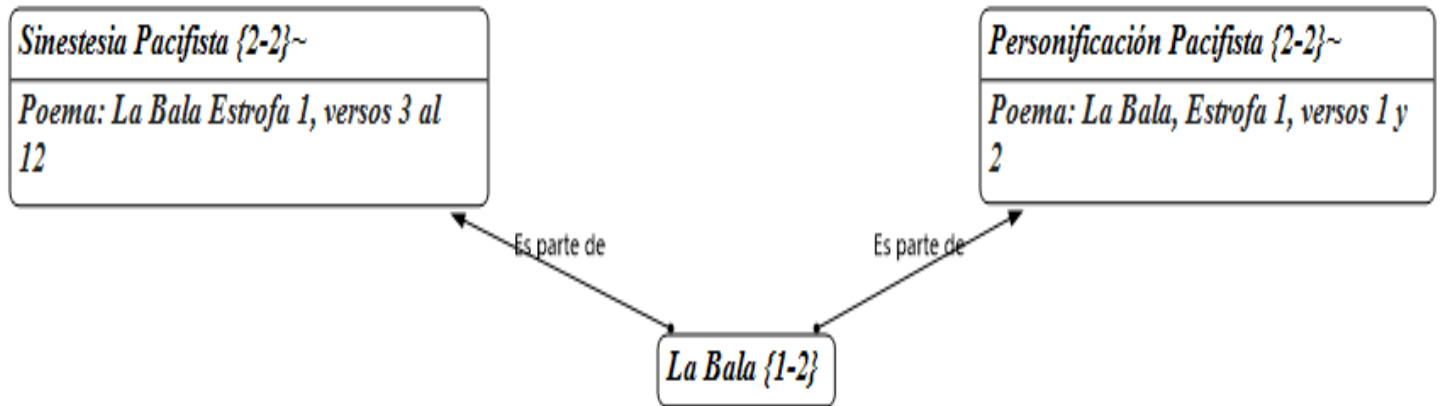 Sinestesia Pacifista {2-2}~
Poema: La Bala Estrofa 1, versos 3 al
12
Personificación Pacifista {2-2}~
Poema: La Bala, Estrofa 1, versos 1 y
2
Es parte de
Es parte de
La Bala {1-2}